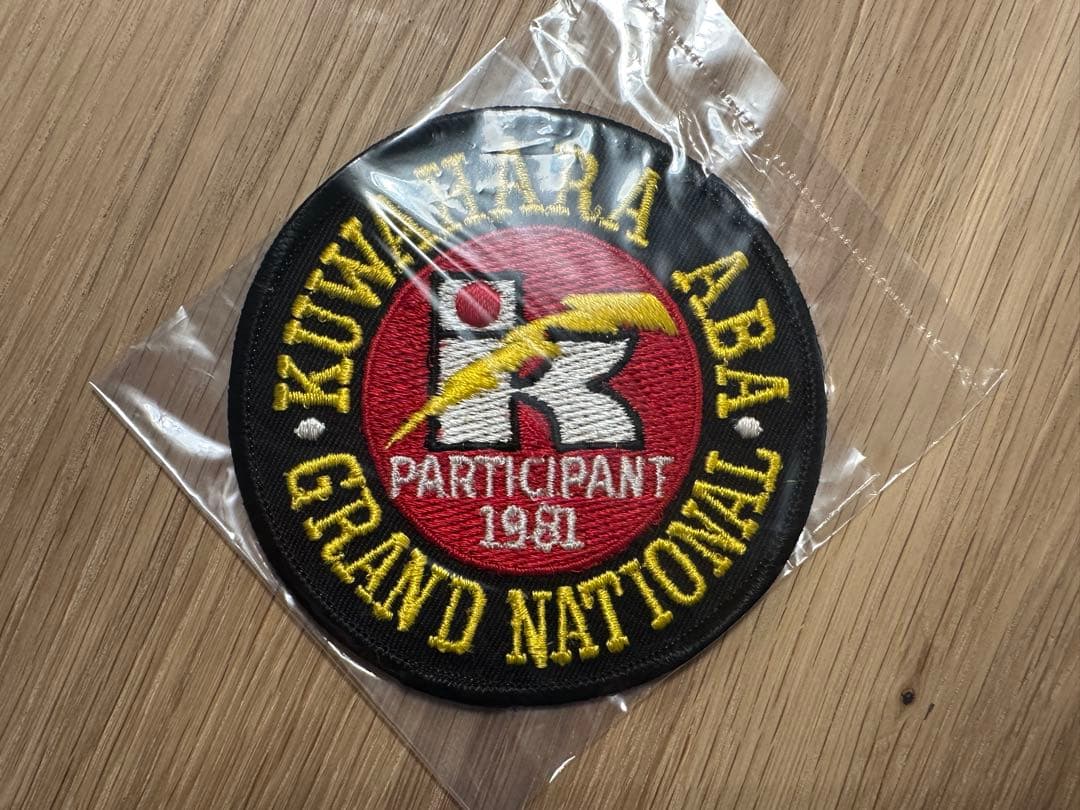 KUWAHARA ABA
K
PARTICIPANT
1981
GRAND NATIONAL